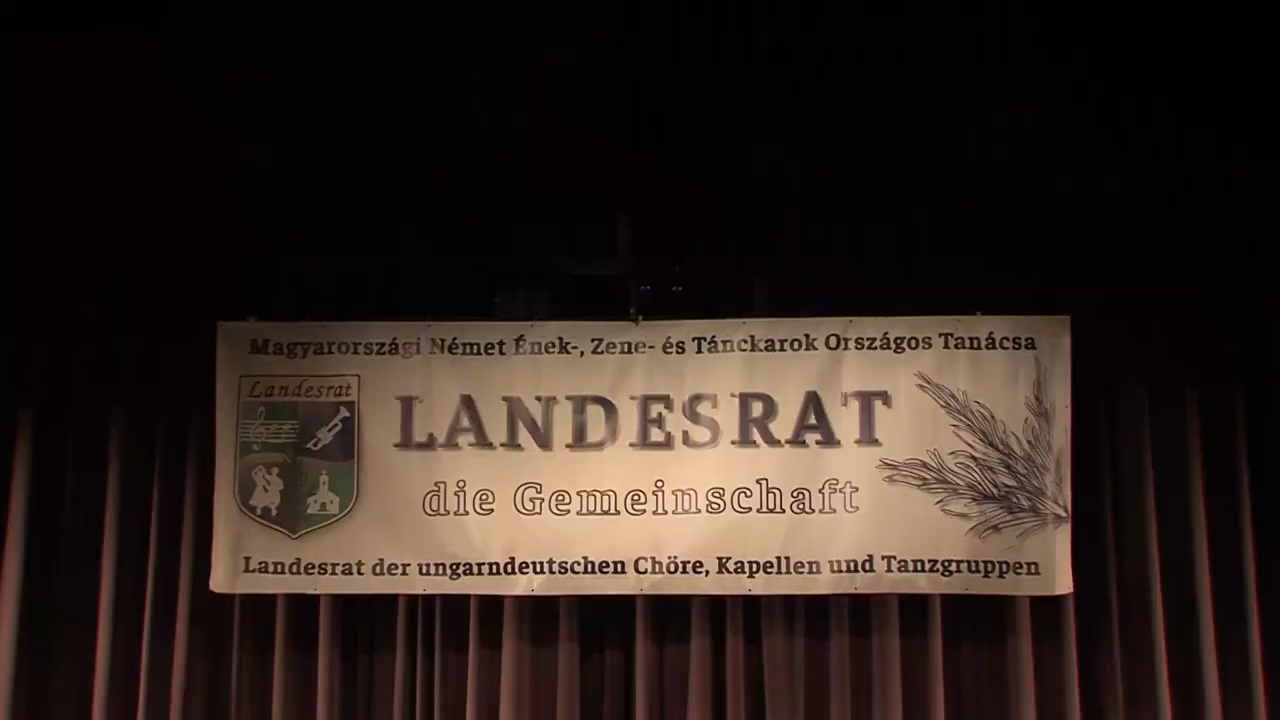 Magyarországi Német Ének-, Zene- és Tánckarok Országos Tanácsa
Landesrat
LANDESRAT
die Gemeinschaft
Landesrat der ungarndeutschen Chöre, Kapellen und Tanzgruppen